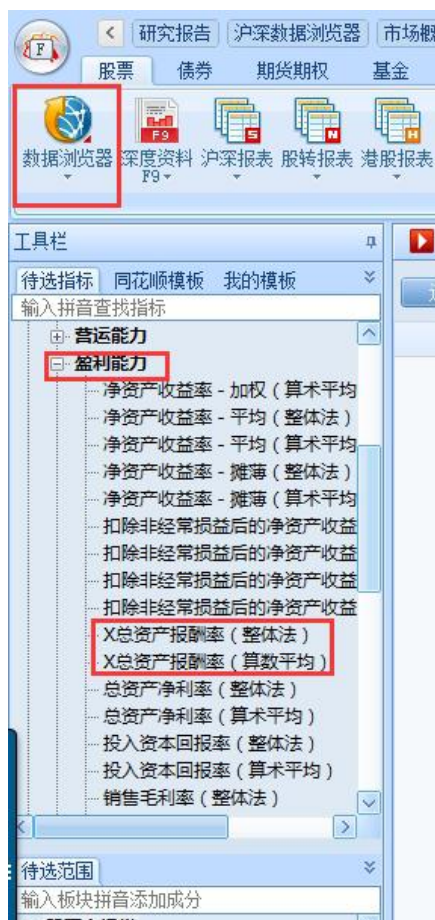 研究报告 沪深数据浏览器 市场概
股票 债券 期货期权 基金
数据浏览器 深度资料 沪深报表 股转报表 港股报表
F9
工具栏
待选指标 同花顺模板 我的模板
输入拼音查找指标
营运能力
盈利能力
净资产收益率 - 加权（算术平均
净资产收益率 - 平均（整体法）
净资产收益率 - 平均（算术平均
净资产收益率 - 摊薄（整体法）
净资产收益率 - 摊薄（算术平均
扣除非经常损益后的净资产收益
扣除非经常损益后的净资产收益
扣除非经常损益后的净资产收益
扣除非经常损益后的净资产收益
X总资产报酬率（整体法）
X总资产报酬率（算数平均）
总资产净利率（整体法）
总资产净利率（算术平均）
投入资本回报率（整体法）
投入资本回报率（算术平均）
销售毛利率（整体法）
待选范围
输入板块拼音添加成分